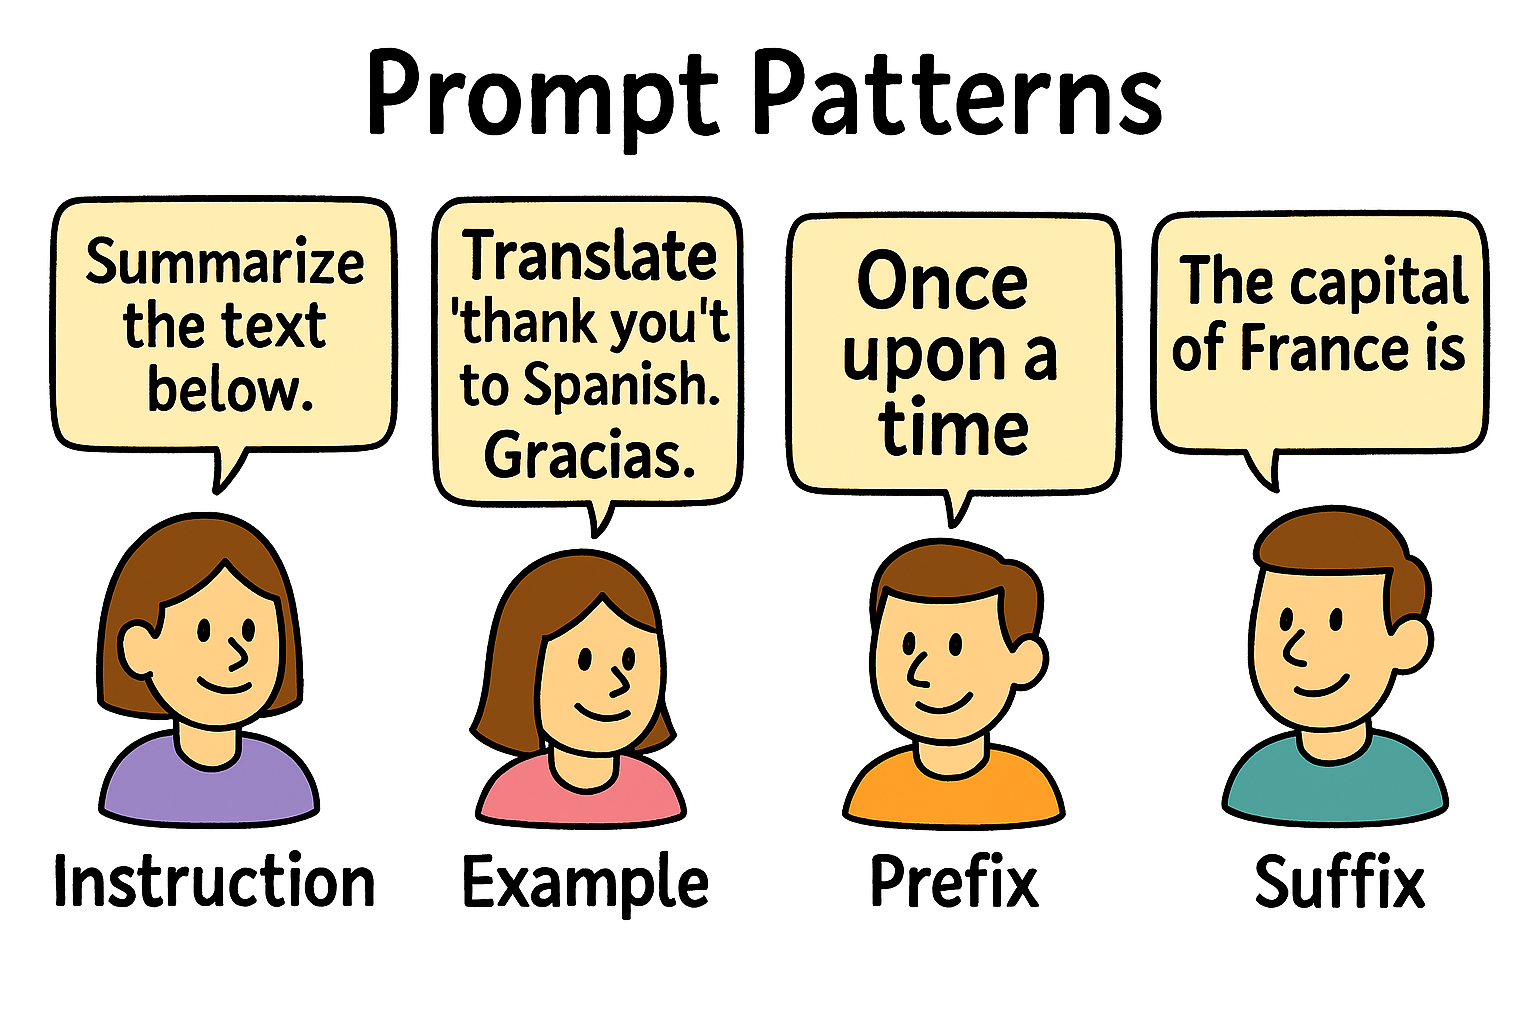 Prompt Patterns
Summarize
the text
below.
Translate
'thank you't
to Spanish.
Gracias.
Once
upon a
time
The capital
of France is
Instruction
Example
Prefix
Suffix